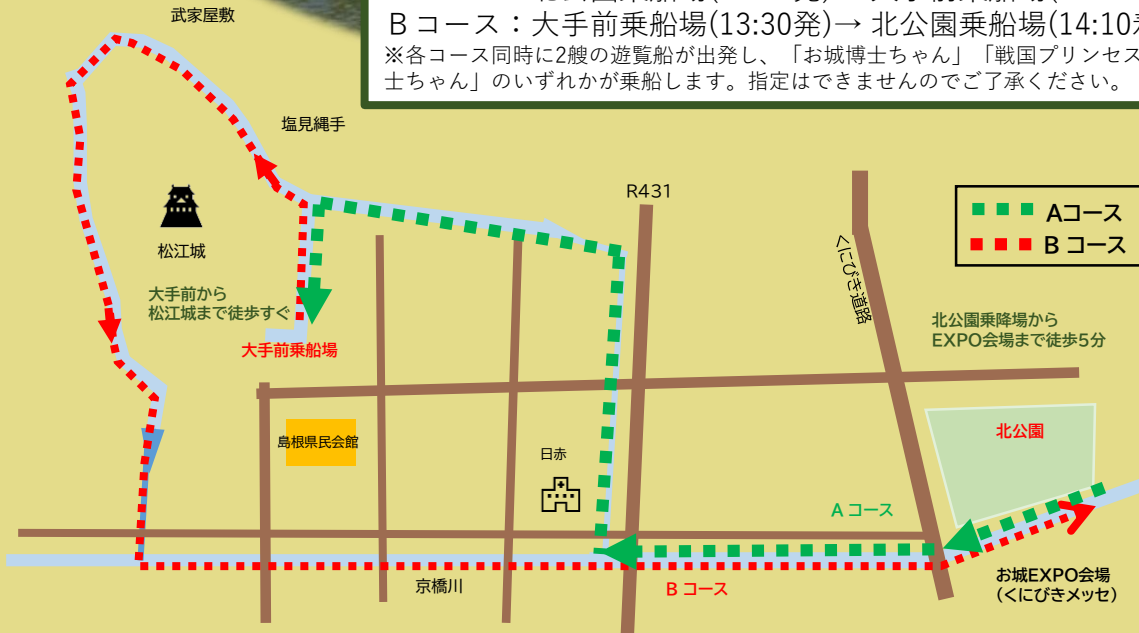 武家屋敷
Bコース：大手前乗船場(13:30発)→ 北公園乗船場(14:10
※各コース同時に2艘の遊覧船が出発し、「お城博士ちゃん」「戦国プリンセス
士ちゃん」のいずれかが乗船します。指定はできませんのでご了承ください。
塩見縄手
R431
Aコース
Bコース
松江城
くにびき道路
大手前から
松江城まで徒歩すぐ
大手前乗船場
北公園乗降場から
EXPO会場まで徒歩5分
島根県民会館
北公園
日赤
Aコース
京橋川
Bコース
お城EXPO会場
(くにびきメッセ)